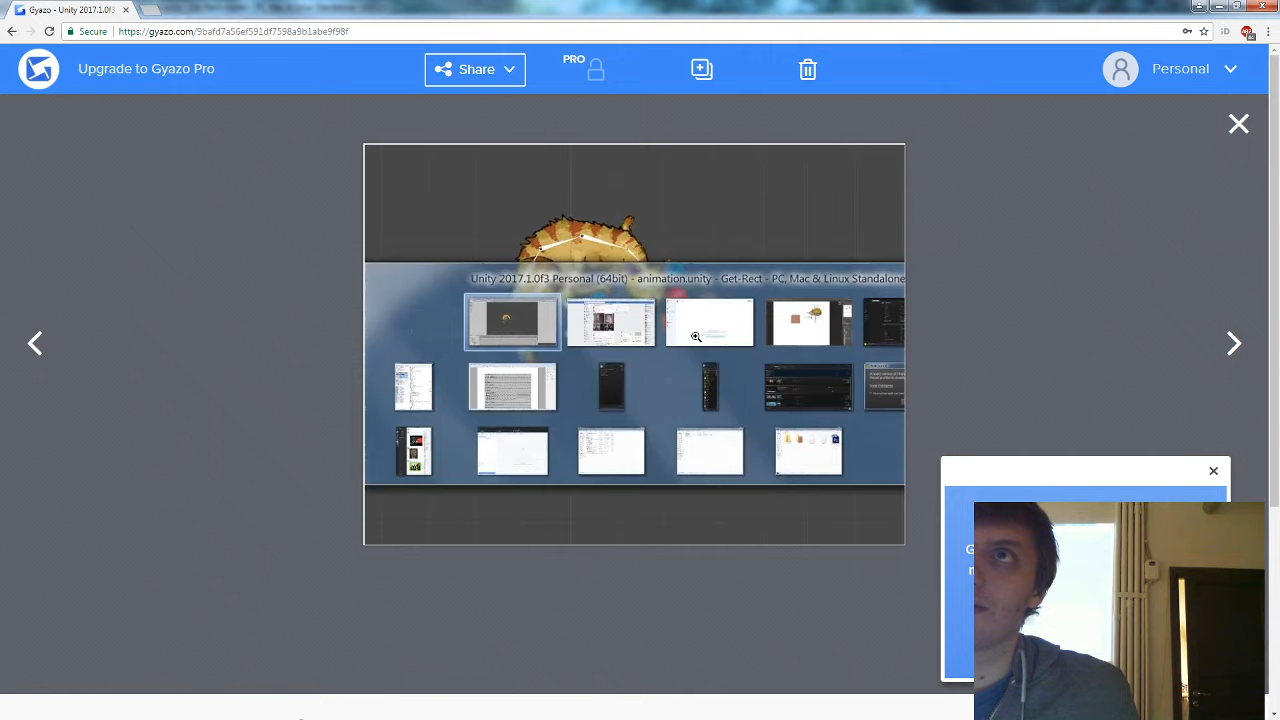 Gyazo - Unity 2017.1.0f3
Secure
https://gyazo.com/9bafd7a56ef591df7598a9b1abe9f98f
Upgrade to Gyazo Pro
Share
PRO
Personal
Unity 2017.1.0f3 Personal (64bit) - animation.unity - Get-Rect - PC, Mac & Linux Standalone